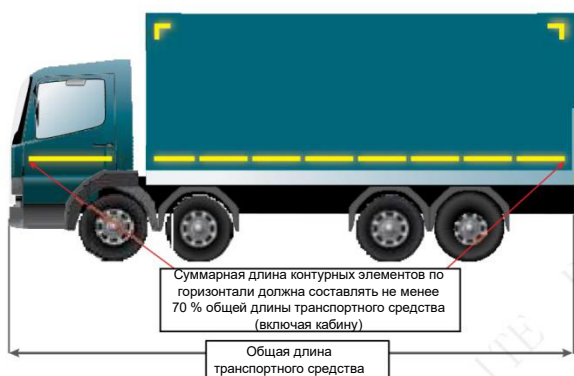 Суммарная длина контурных элементов по
горизонтали должна составлять не менее
70 % общей длины транспортного средства
(включая кабину)
Общая длина
транспортного средства